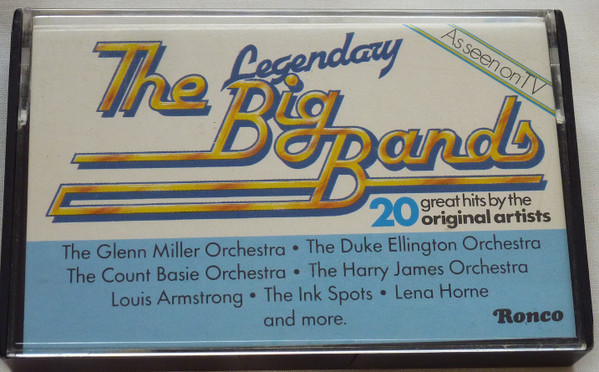 The Legendary
Big Bands
As seen on TV
20 great hits by the
original artists
The Glenn Miller Orchestra • The Duke Ellington Orchestra
The Count Basie Orchestra • The Harry James Orchestra
Louis Armstrong • The Ink Spots • Lena Horne
and more.
Ronco